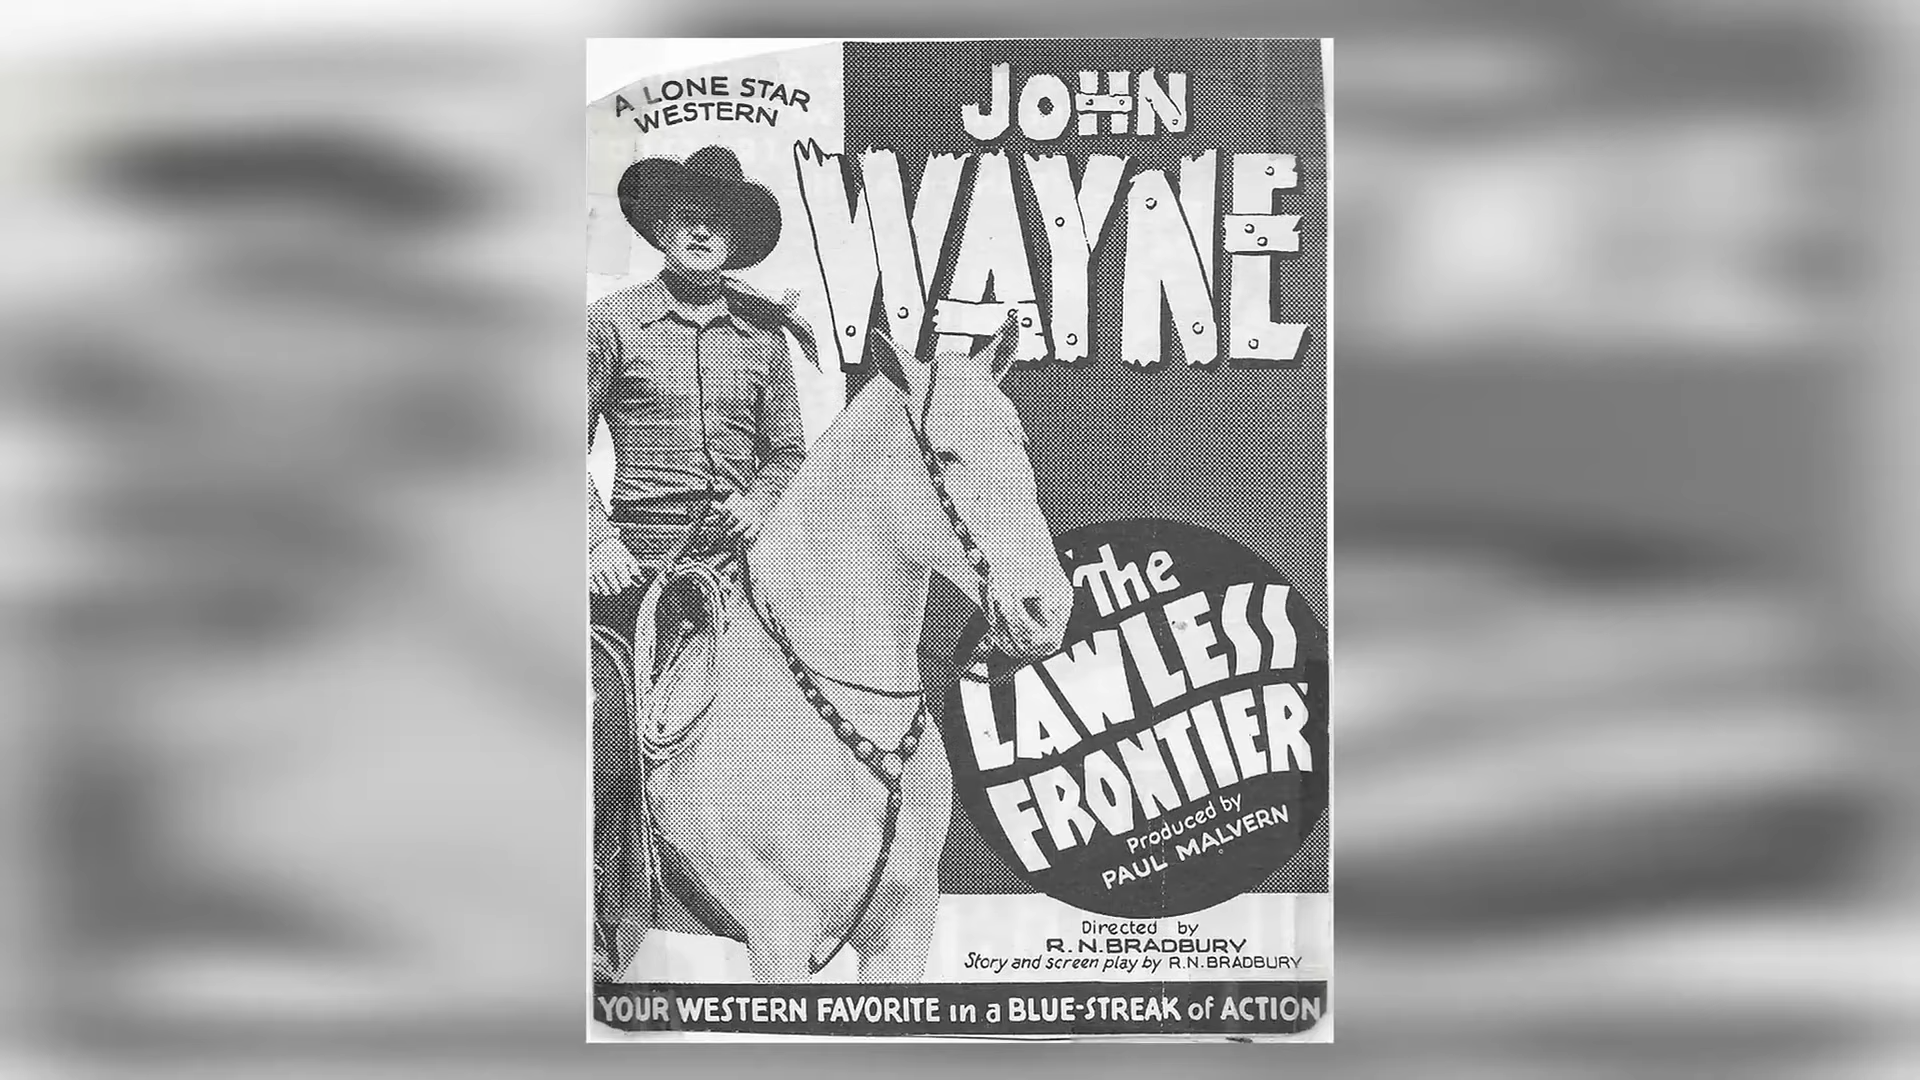 A LONE STAR
WESTERN
JOHN
WAYNE
The
LAWLESS
FRONTIER
Produced by
PAUL MALVERN
Directed by
R.N.BRADBURY
Story and screen play by R.N.BRADBURY
YOUR WESTERN FAVORITE in a BLUE-STREAK of ACTION